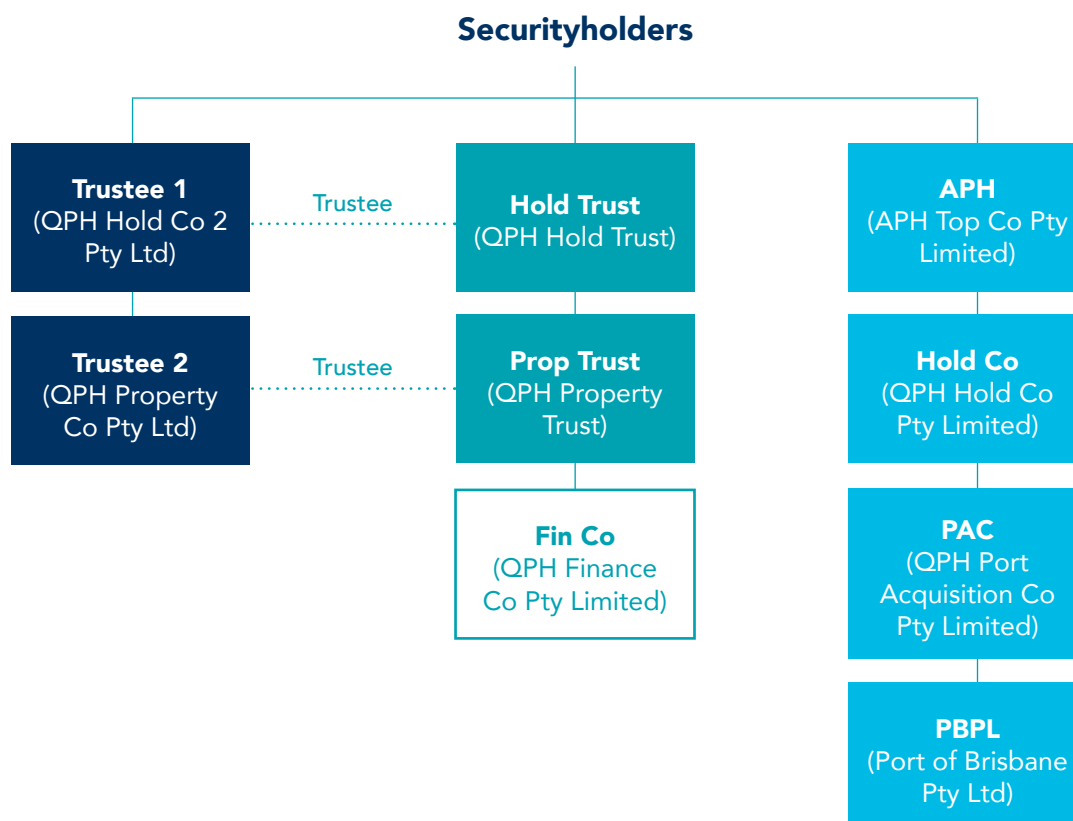 Securityholders
Trustee 1
(QPH Hold Co 2
Pty Ltd)
Trustee
Hold Trust
(QPH Hold Trust)
APH
(APH Top Co Pty
Limited)
Trustee 2
(QPH Property
Co Pty Ltd)
Trustee
Prop Trust
(QPH Property
Trust)
Hold Co
(QPH Hold Co
Pty Limited)
Fin Co
(QPH Finance
Co Pty Limited)
PAC
(QPH Port
Acquisition Co
Pty Limited)
PBPL
(Port of Brisbane
Pty Ltd)